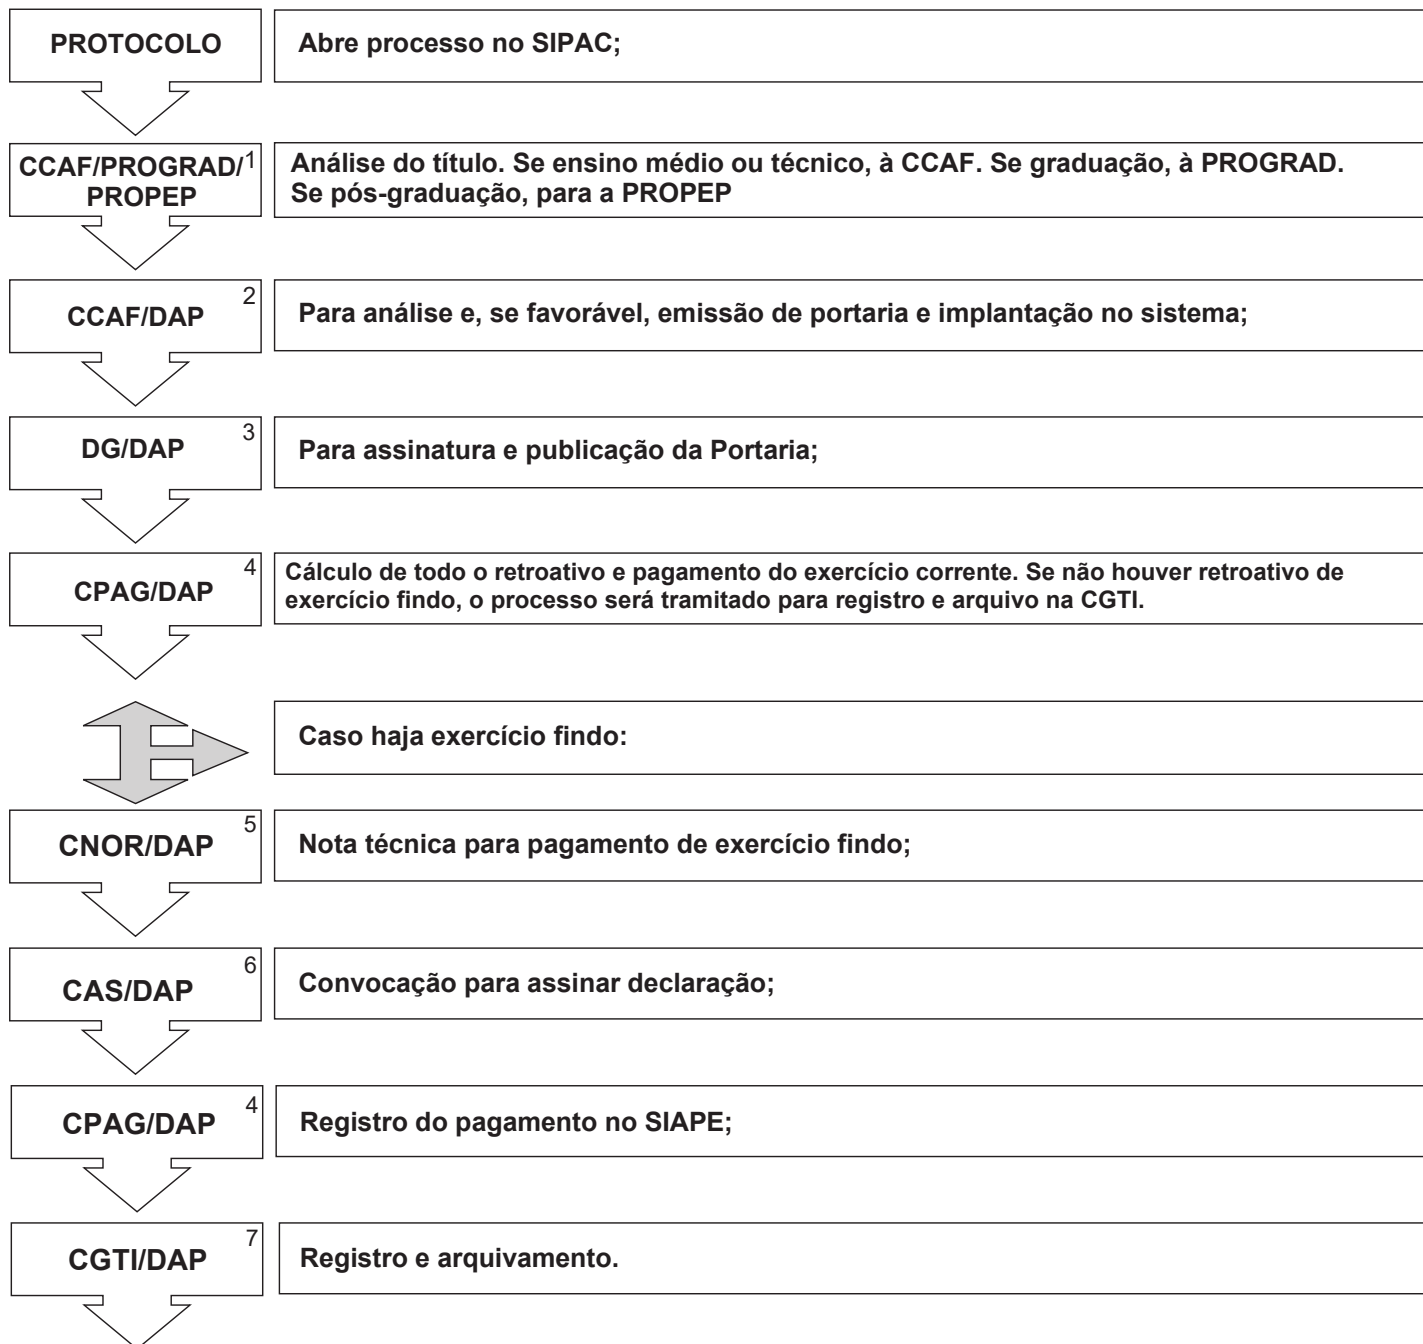 PROTOCOLO
Abre processo no SIPAC;
CCAF/PROGRAD/ 1
PROPEP
Análise do título. Se ensino médio ou técnico, à CCAF. Se graduação, à PROGRAD.
Se pós-graduação, para a PROPEP
CCAF/DAP 2
Para análise e, se favorável, emissão de portaria e implantação no sistema;
DG/DAP 3
Para assinatura e publicação da Portaria;
CPAG/DAP 4
Cálculo de todo o retroativo e pagamento do exercício corrente. Se não houver retroativo de
exercício findo, o processo será tramitado para registro e arquivo na CGTI.
Caso haja exercício findo:
CNOR/DAP 5
Nota técnica para pagamento de exercício findo;
CAS/DAP 6
Convocação para assinar declaração;
CPAG/DAP 4
Registro do pagamento no SIAPE;
CGTI/DAP 7
Registro e arquivamento.